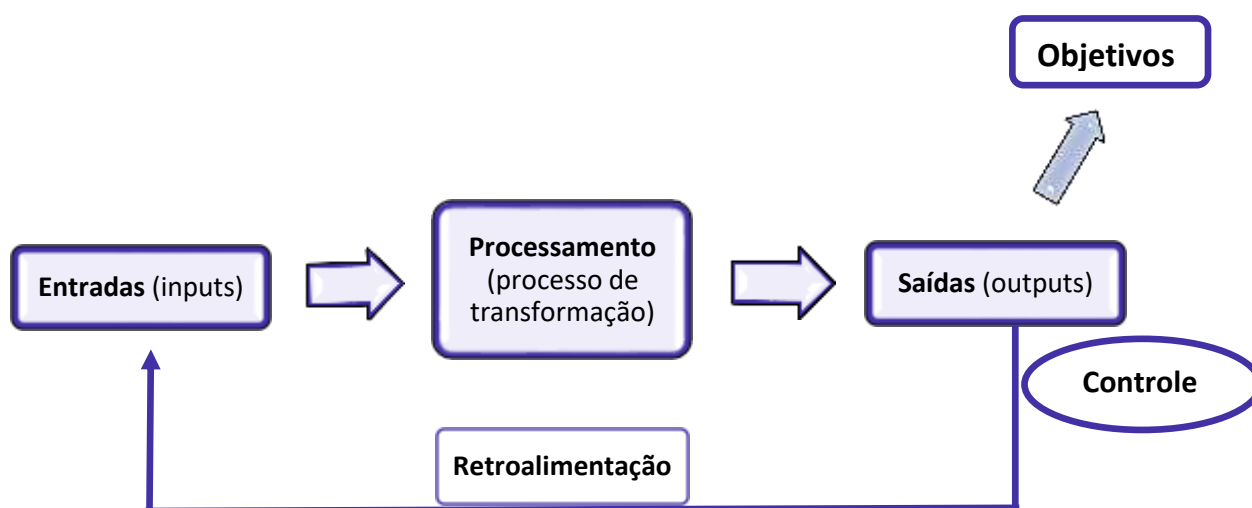 Objetivos
Entradas (inputs)
Processamento
(processo de
transformação)
Saídas (outputs)
Controle
Retroalimentação